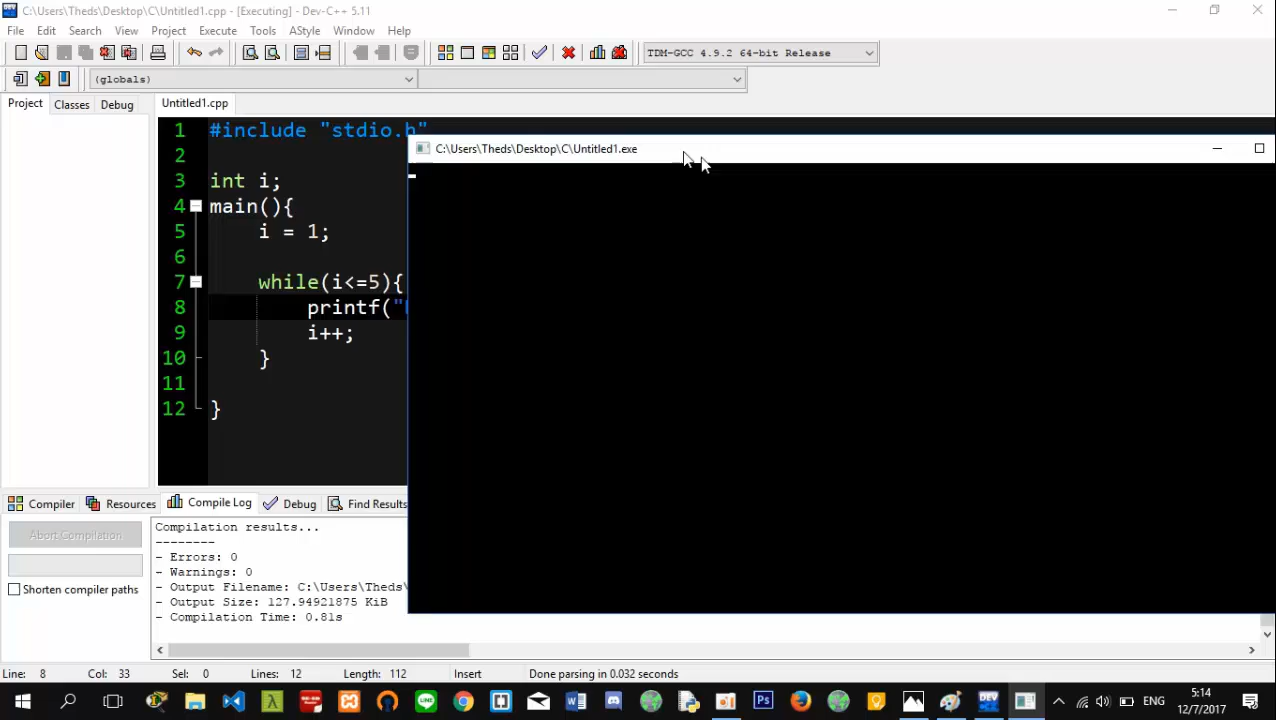 C:\Users\Theds\Desktop\C\Untitled1.cpp - [Executing] - Dev-C++ 5.11
File Edit Search View Project Execute Tools AStyle Window Help
TDM-GCC 4.9.2 64-bit Release
(globals)
Project Classes Debug Untitled1.cpp
1 #include "stdio.h"
C:\Users\Theds\Desktop\C\Untitled1.exe
2
3 int i;
4 main(){
5 i = 1;
6
7 while(i<=5){
8 printf("
9 i++;
10 }
11
12 }
Compiler Resources Compile Log Debug Find Results
Abort Compilation
Shorten compiler paths
Compilation results...
--------
- Errors: 0
- Warnings: 0
- Output Filename: C:\Users\Theds\
- Output Size: 127.94921875 KiB
- Compilation Time: 0.81s
Line: 8 Col: 33 Sel: 0 Lines: 12 Length: 112 Insert Done parsing in 0.032 seconds
ENG
5:14
12/7/2017